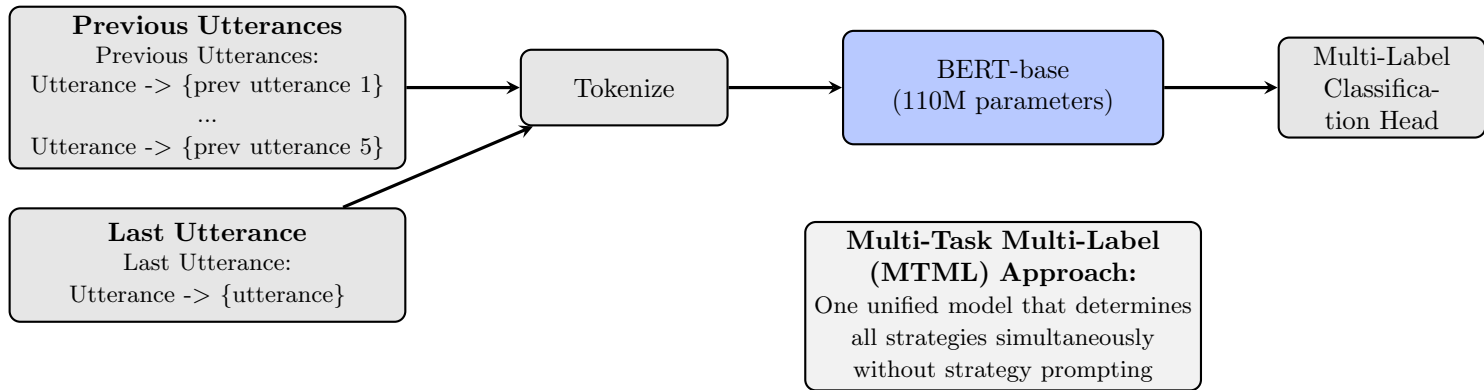 Previous Utterances
Previous Utterances:
Utterance -> {prev utterance 1}
...
Utterance -> {prev utterance 5}
Last Utterance
Last Utterance:
Utterance -> {utterance}
Tokenize
BERT-base
(110M parameters)
Multi-Label
Classifica-
tion Head
Multi-Task Multi-Label
(MTML) Approach:
One unified model that determines
all strategies simultaneously
without strategy prompting